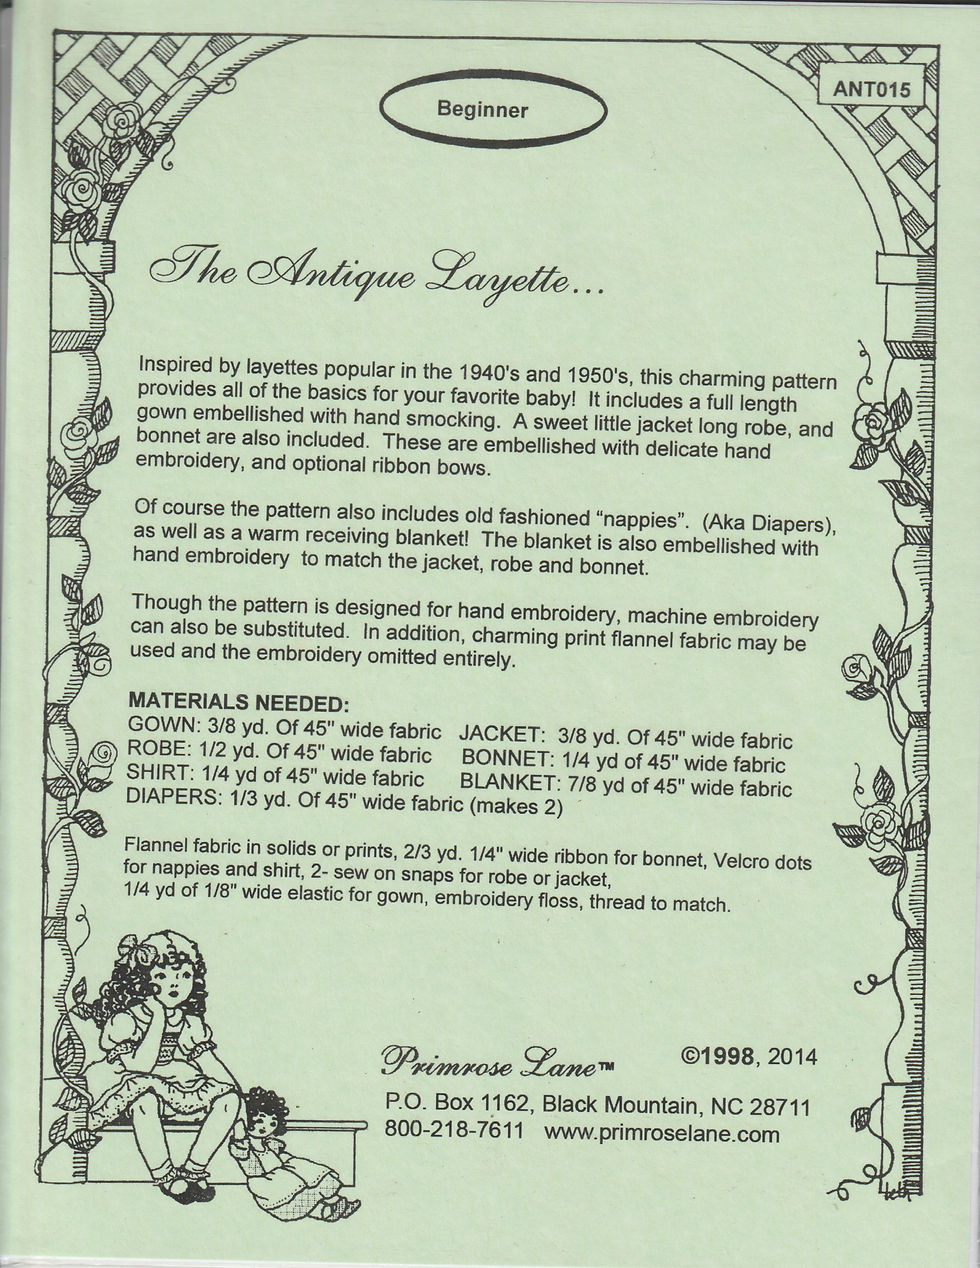 ANT015
Beginner
The Antique Layette...
Inspired by layettes popular in the 1940's and 1950's, this charming pattern
provides all of the basics for your favorite baby!  It includes a full length
gown embellished with hand smocking.  A sweet little jacket long robe, and
bonnet are also included.  These are embellished with delicate hand
embroidery, and optional ribbon bows.
Of course the pattern also includes old fashioned “nappies”.  (Aka Diapers),
as well as a warm receiving blanket!  The blanket is also embellished with
hand embroidery  to match the jacket, robe and bonnet.
Though the pattern is designed for hand embroidery, machine embroidery
can also be substituted.  In addition, charming print flannel fabric may be
used and the embroidery omitted entirely.
MATERIALS NEEDED:
GOWN: 3/8 yd. Of 45" wide fabric   JACKET:  3/8 yd. Of 45" wide fabric
ROBE: 1/2 yd. Of 45" wide fabric   BONNET: 1/4 yd of 45" wide fabric
SHIRT: 1/4 yd of 45" wide fabric   BLANKET: 7/8 yd of 45" wide fabric
DIAPERS: 1/3 yd. Of 45" wide fabric (makes 2)
Flannel fabric in solids or prints, 2/3 yd. 1/4" wide ribbon for bonnet, Velcro dots
for nappies and shirt, 2- sew on snaps for robe or jacket,
1/4 yd of 1/8" wide elastic for gown, embroidery floss, thread to match.
Primrose Lane™   ©1998, 2014
P.O. Box 1162, Black Mountain, NC 28711
800-218-7611   www.primroselane.com